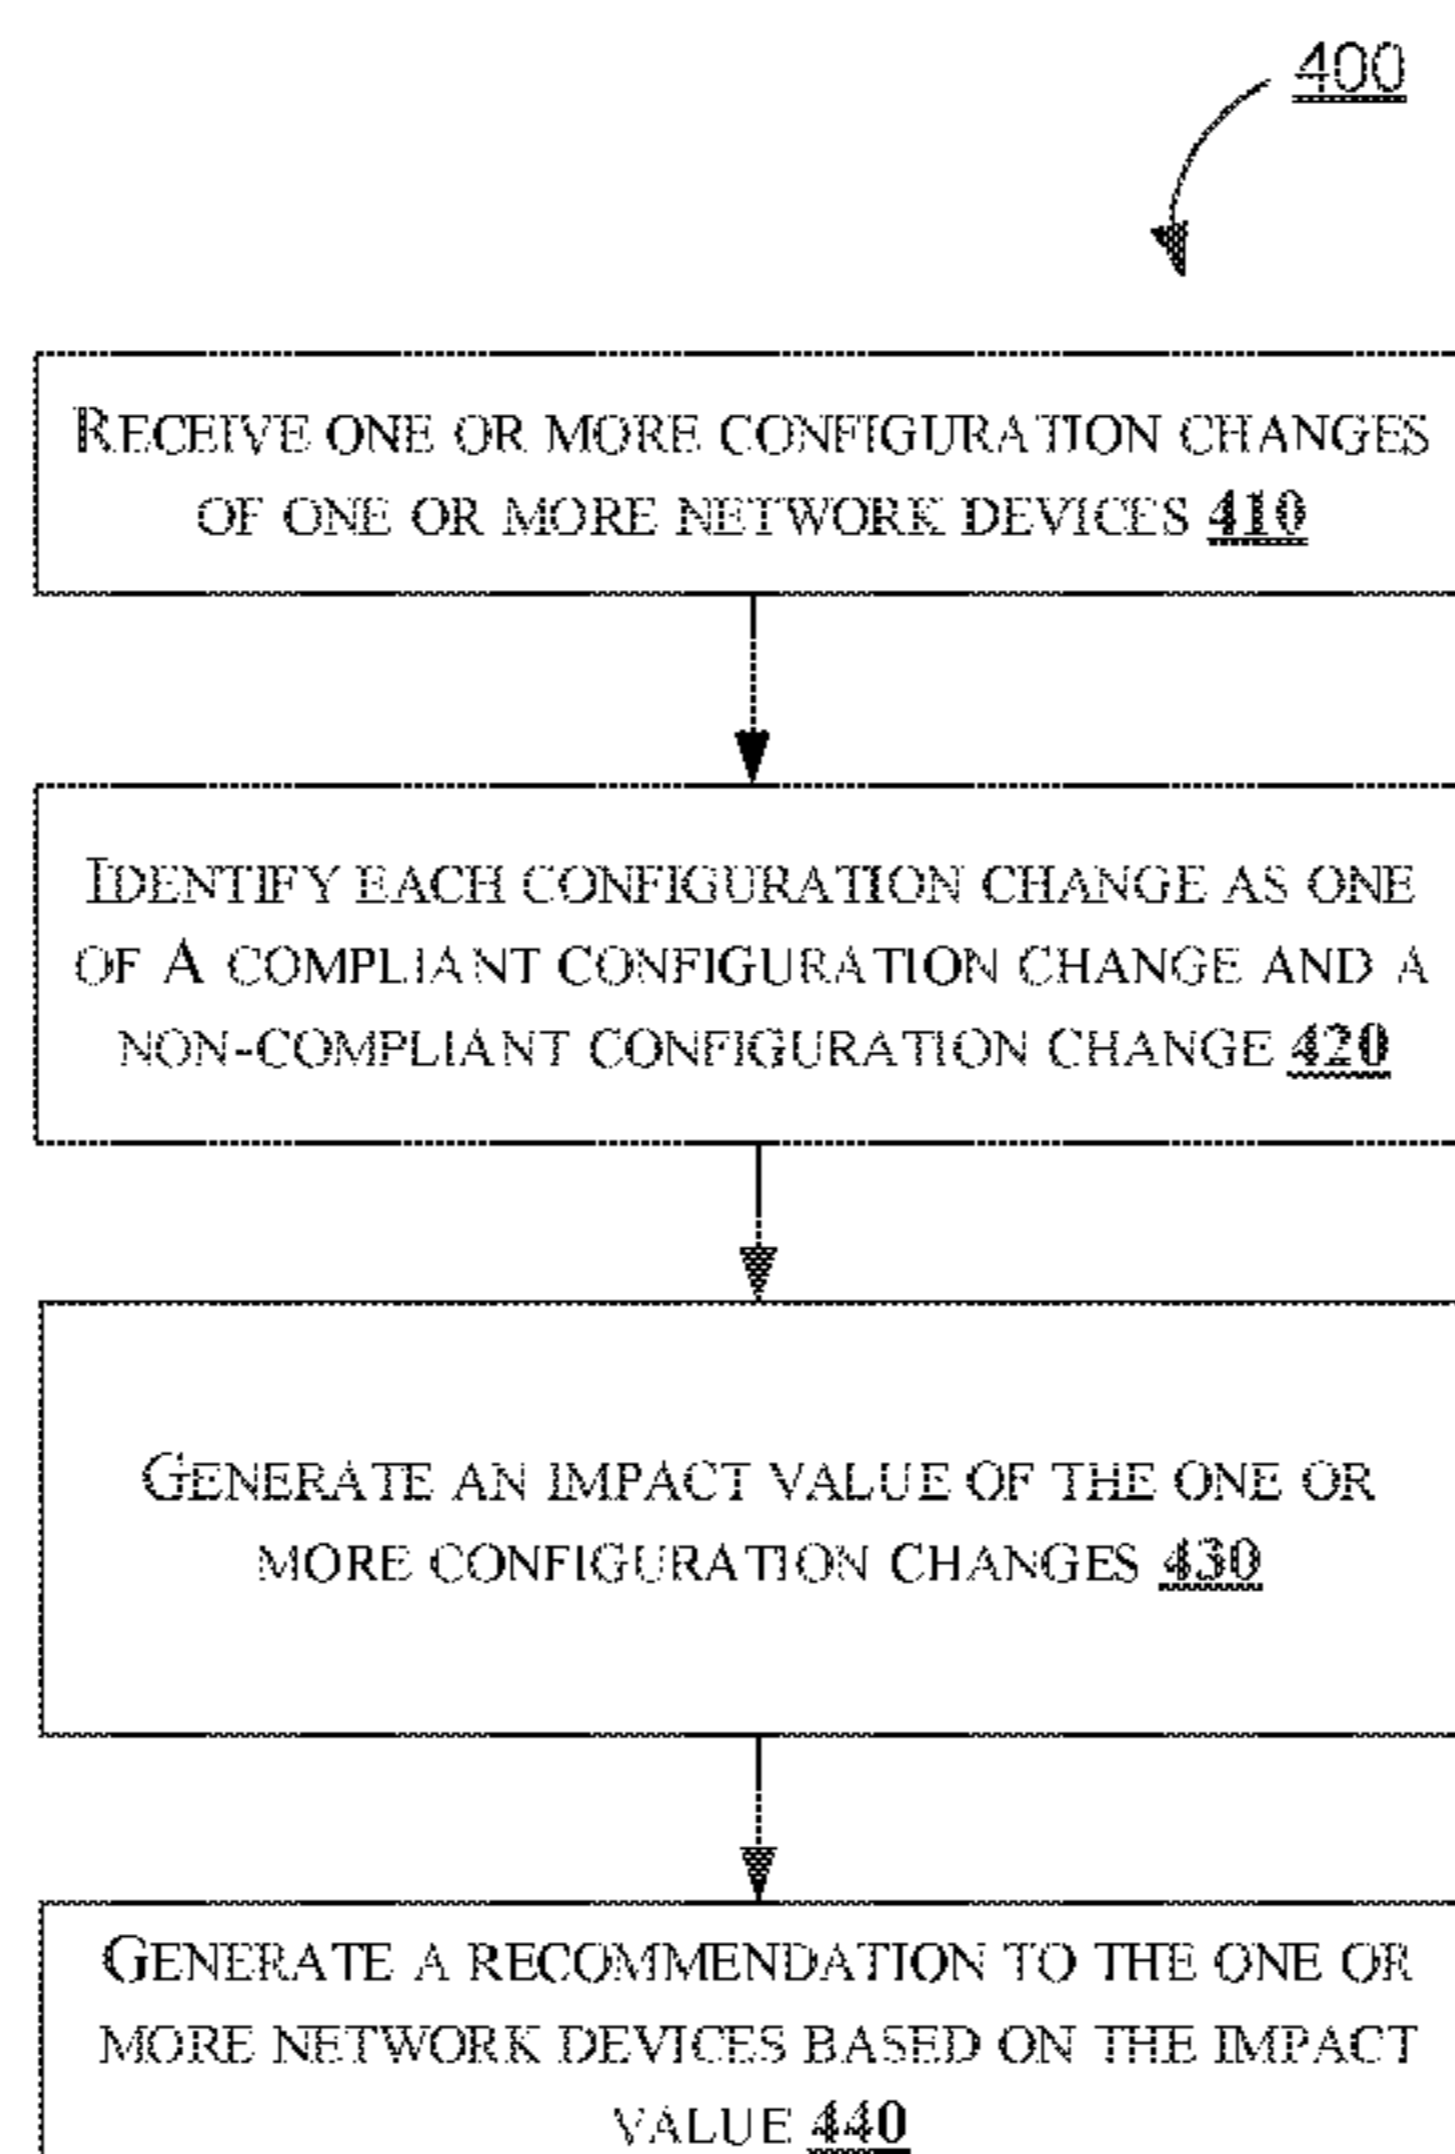 400
RECEIVE ONE OR MORE CONFIGURATION CHANGES
OF ONE OR MORE NETWORK DEVICES 410
IDENTIFY EACH CONFIGURATION CHANGE AS ONE
OF A COMPLIANT CONFIGURATION CHANGE AND A
NON-COMPLIANT CONFIGURATION CHANGE 420
GENERATE AN IMPACT VALUE OF THE ONE OR
MORE CONFIGURATION CHANGES 430
GENERATE A RECOMMENDATION TO THE ONE OR
MORE NETWORK DEVICES BASED ON THE IMPACT
VALUE 440